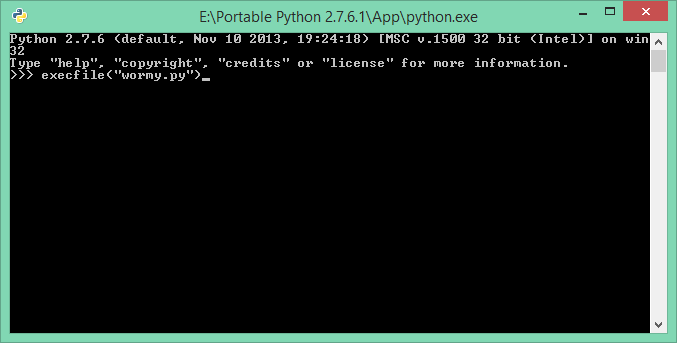 E:\Portable Python 2.7.6.1\App\python.exe
Python 2.7.6 (default, Nov 10 2013, 19:24:18) [MSC v.1500 32 bit (Intel)] on win
32
Type "help", "copyright", "credits" or "license" for more information.
>>> execfile("wormy.py")_